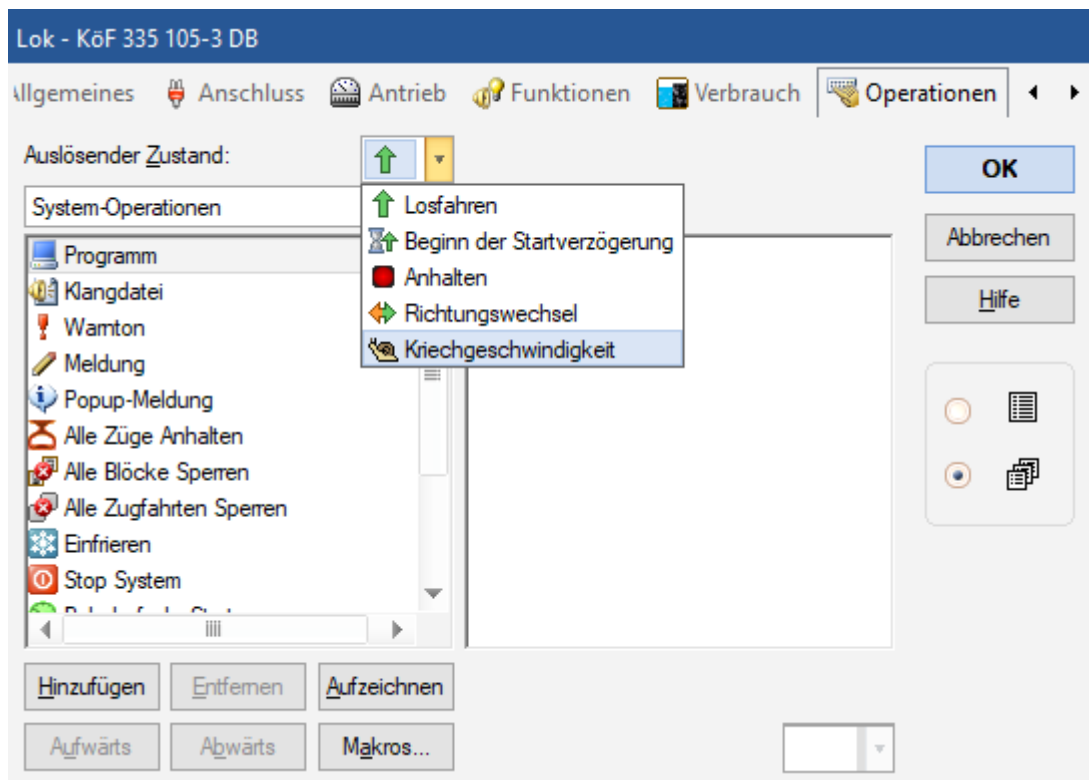 Lok - KöF 335 105-3 DB
Allgemeines Anschluss Antrieb Funktionen Verbrauch Operationen
Auslösender Zustand:
System-Operationen
Losfahren
Beginn der Startverzögerung
Anhalten
Richtungswechsel
Kriechgeschwindigkeit
Programm
Klangdatei
Warnton
Meldung
Popup-Meldung
Alle Züge Anhalten
Alle Blöcke Sperren
Alle Zugfahrten Sperren
Einfrieren
Stop System
OK
Abbrechen
Hilfe
Hinzufügen Entfernen Aufzeichnen
Aufwärts Abwärts Makros...